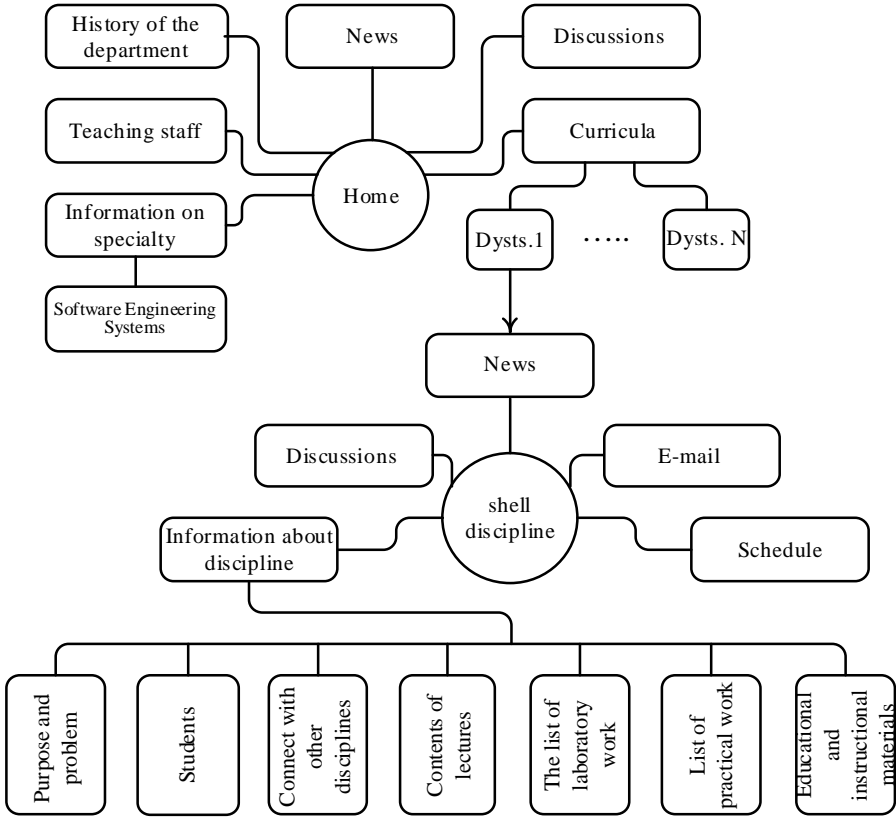 History of the
department
News
Discussions
Teaching staff
Curricula
Home
Information on
specialty
Dysts.1
.....
Dysts. N
Software Engineering
Systems
News
Discussions
E-mail
shell
discipline
Information about
discipline
Schedule
Purpose and
problem
Students
Connect with
other
disciplines
Contents of
lectures
The list of
laboratory
work
List of
practical work
Educational
and
instructional
materials